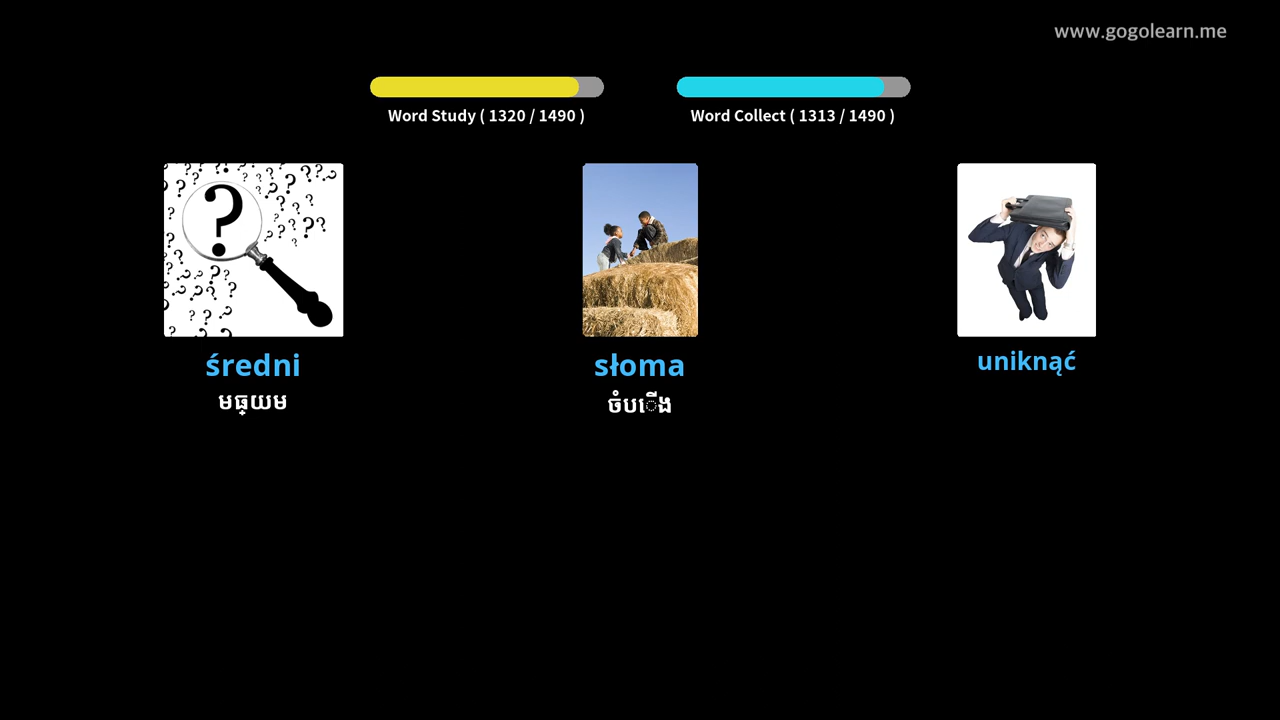 www.gogolearn.me
Word Study ( 1320 / 1490 )
Word Collect ( 1313 / 1490 )
średni
słoma
uniknąć
មធ្យម
ចំបើង